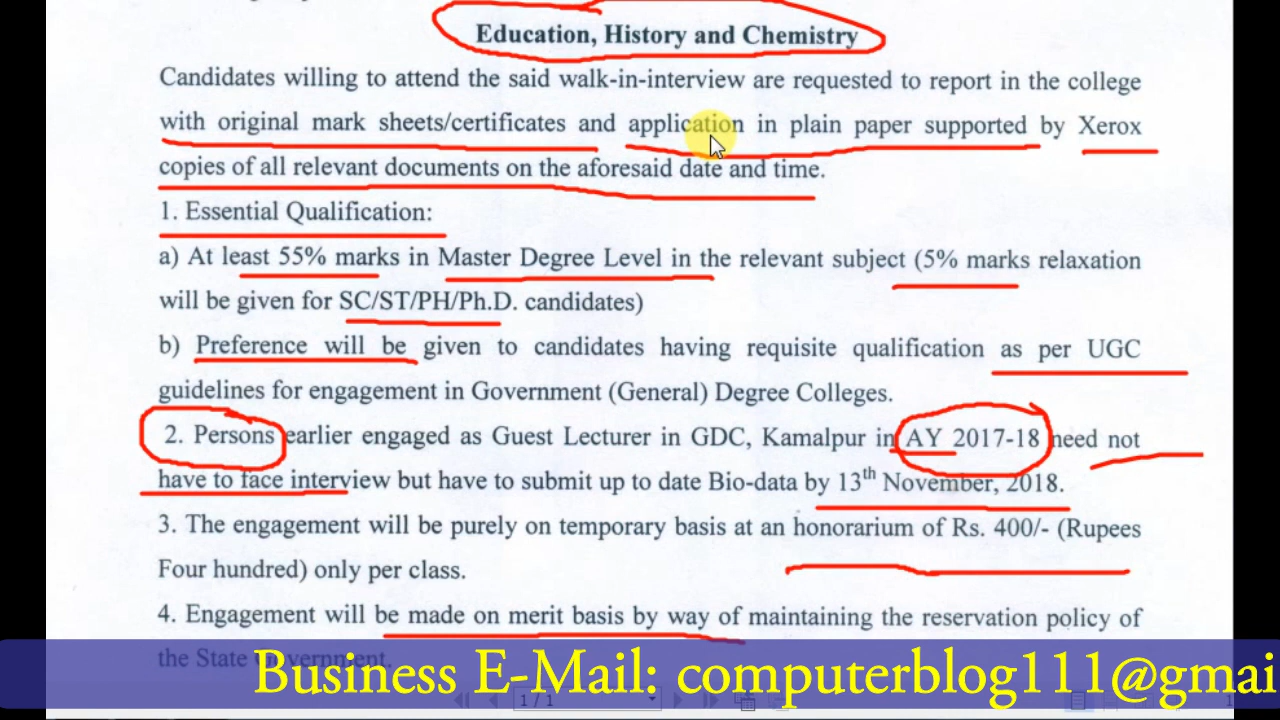 Education, History and Chemistry
Candidates willing to attend the said walk-in-interview are requested to report in the college
with original mark sheets/certificates and application in plain paper supported by Xerox
copies of all relevant documents on the aforesaid date and time.
1. Essential Qualification:
a) At least 55% marks in Master Degree Level in the relevant subject (5% marks relaxation
will be given for SC/ST/PH/Ph.D. candidates)
b) Preference will be given to candidates having requisite qualification as per UGC
guidelines for engagement in Government (General) Degree Colleges.
2. Persons earlier engaged as Guest Lecturer in GDC, Kamalpur in AY 2017-18 need not
have to face interview but have to submit up to date Bio-data by 13th November, 2018.
3. The engagement will be purely on temporary basis at an honorarium of Rs. 400/- (Rupees
Four hundred) only per class.
4. Engagement will be made on merit basis by way of maintaining the reservation policy of
the State Government.
Business E-Mail: computerblog111@gmai
1 / 1